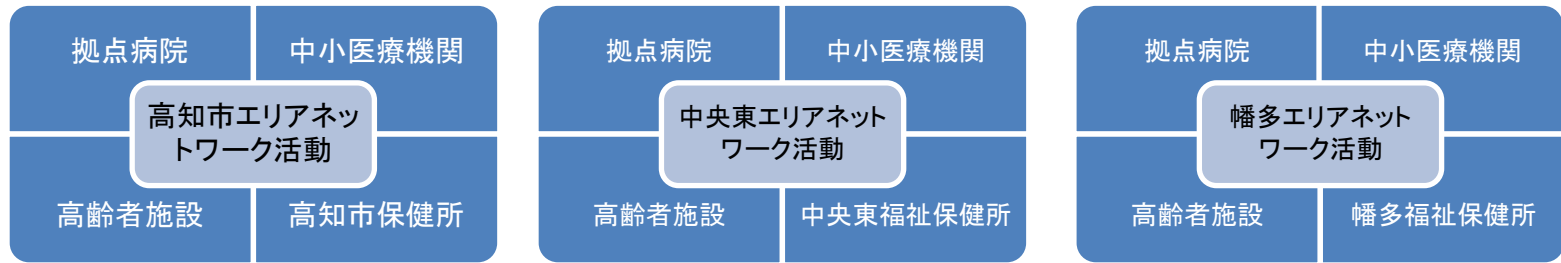 拠点病院
中小医療機関
高知市エリアネッ
トワーク活動
高齢者施設
高知市保健所
拠点病院
中小医療機関
中央東エリアネット
ワーク活動
高齢者施設
中央東福祉保健所
拠点病院
中小医療機関
幡多エリアネット
ワーク活動
高齢者施設
幡多福祉保健所